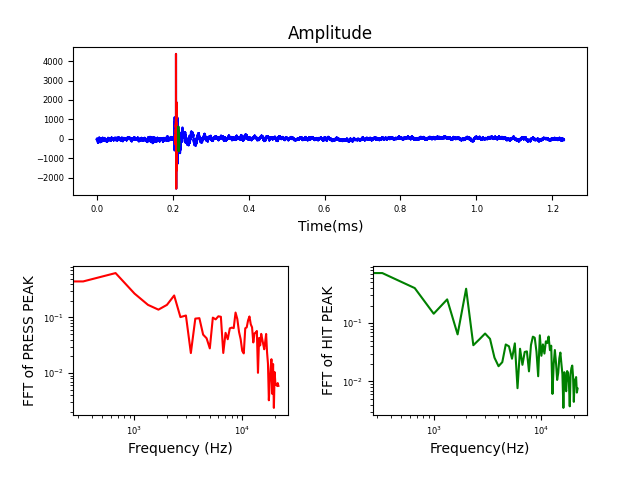 Amplitude
4000
3000
2000
1000
0
−1000
−2000
0.0 0.2 0.4 0.6 0.8 1.0 1.2
Time(ms)
FFT of PRESS PEAK
10⁻¹
10⁻²
10³ 10⁴
Frequency (Hz)
FFT of HIT PEAK
10⁻¹
10⁻²
10³ 10⁴
Frequency(Hz)